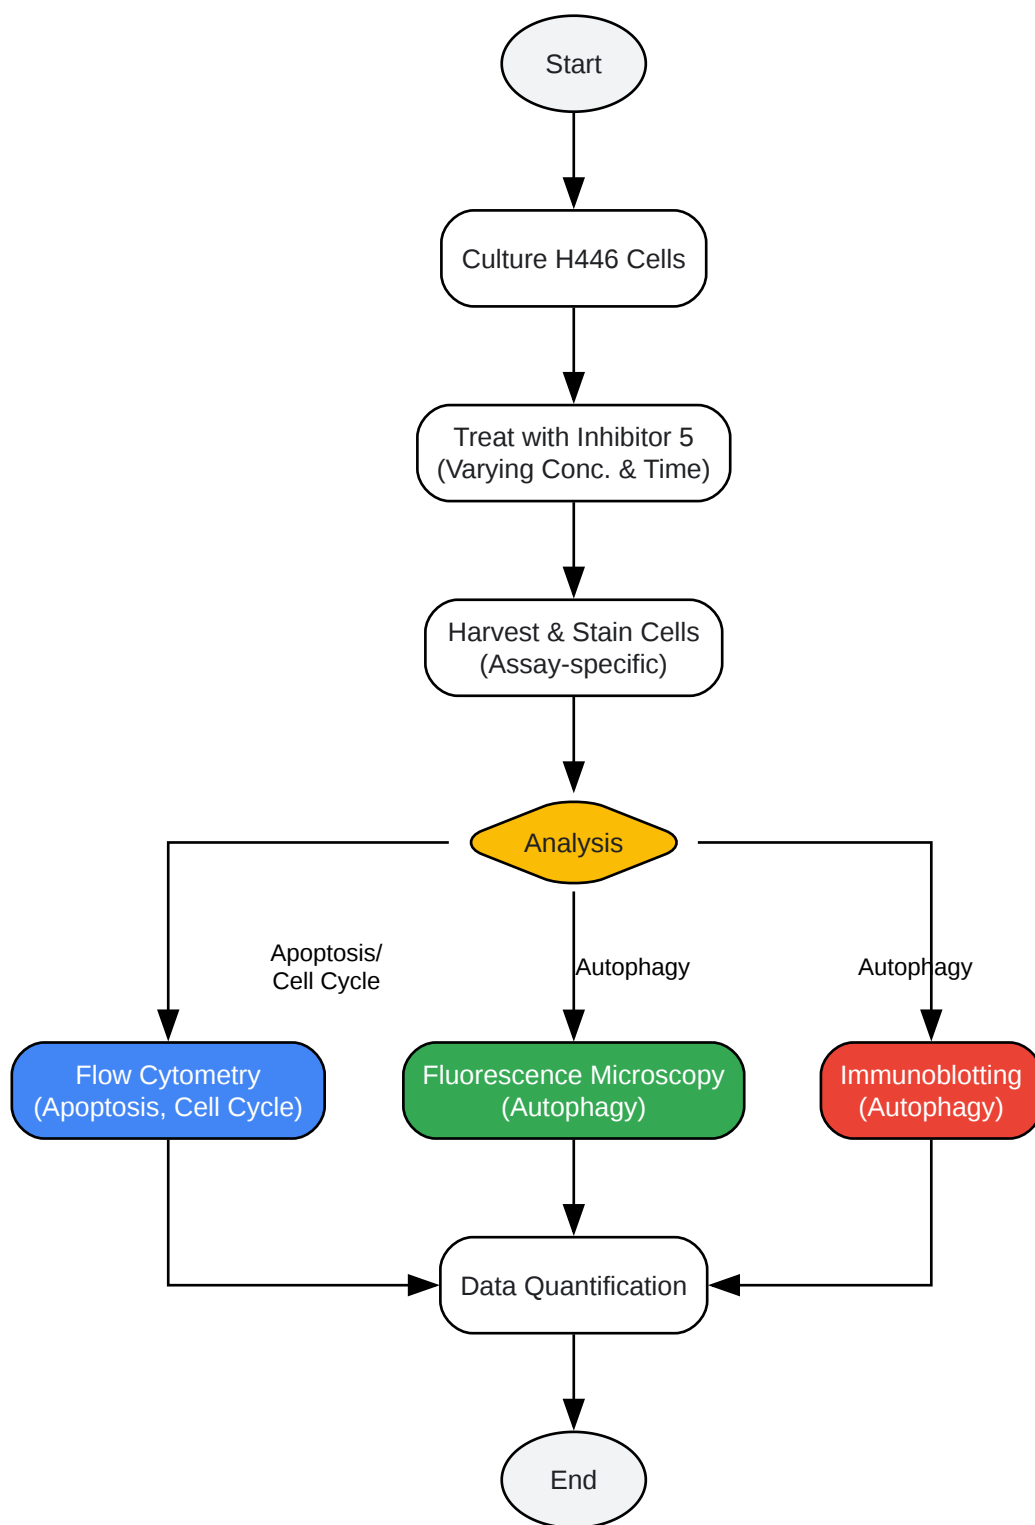 Start
Culture H446 Cells
Treat with Inhibitor 5
(Varying Conc. & Time)
Harvest & Stain Cells
(Assay-specific)
Analysis
Apoptosis/
Cell Cycle
Autophagy
Autophagy
Flow Cytometry
(Apoptosis, Cell Cycle)
Fluorescence Microscopy
(Autophagy)
Immunoblotting
(Autophagy)
Data Quantification
End